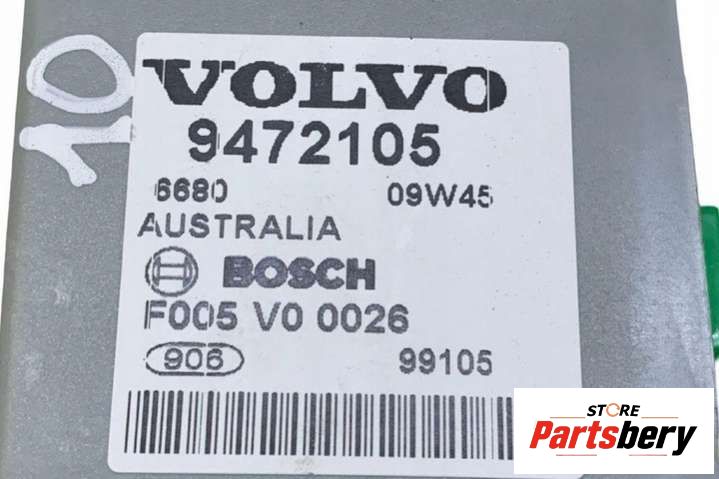 10
VOLVO
9472105
6680 09W45
AUSTRALIA
BOSCH
F005 V0 0026
906 99105
STORE
Partsbery